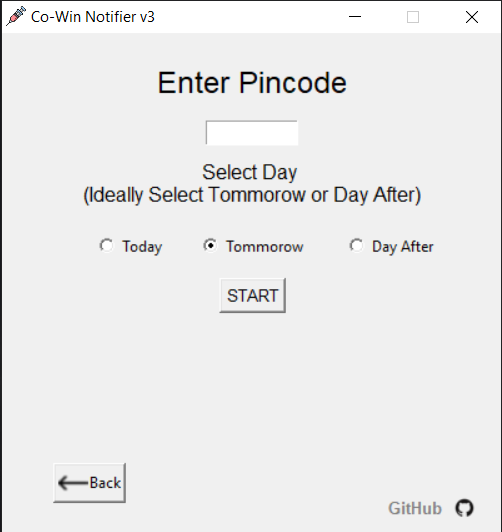 Co-Win Notifier v3
Enter Pincode
Select Day
(Ideally Select Tommorow or Day After)
Today Tommorow Day After
START
Back
GitHub